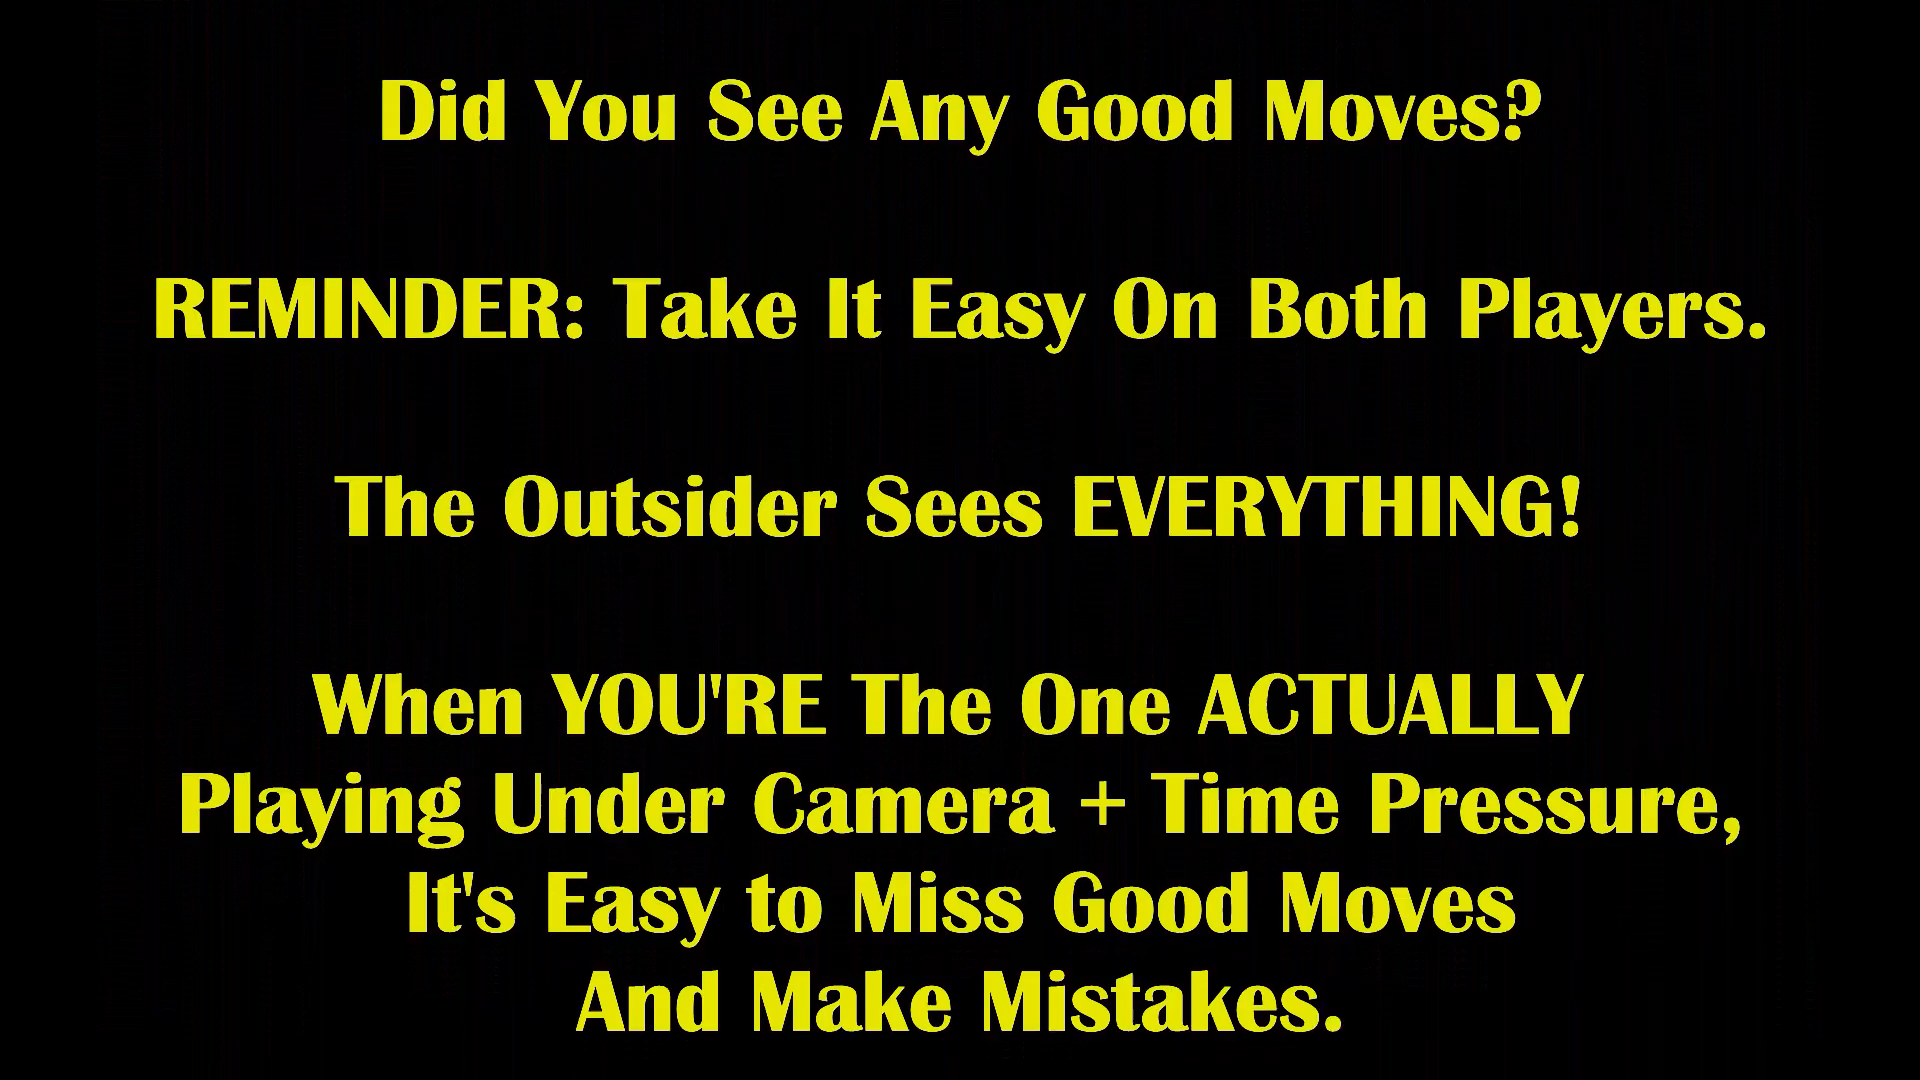 Did You See Any Good Moves?
REMINDER: Take It Easy On Both Players.
The Outsider Sees EVERYTHING!
When YOU'RE The One ACTUALLY
Playing Under Camera + Time Pressure,
It's Easy to Miss Good Moves
And Make Mistakes.